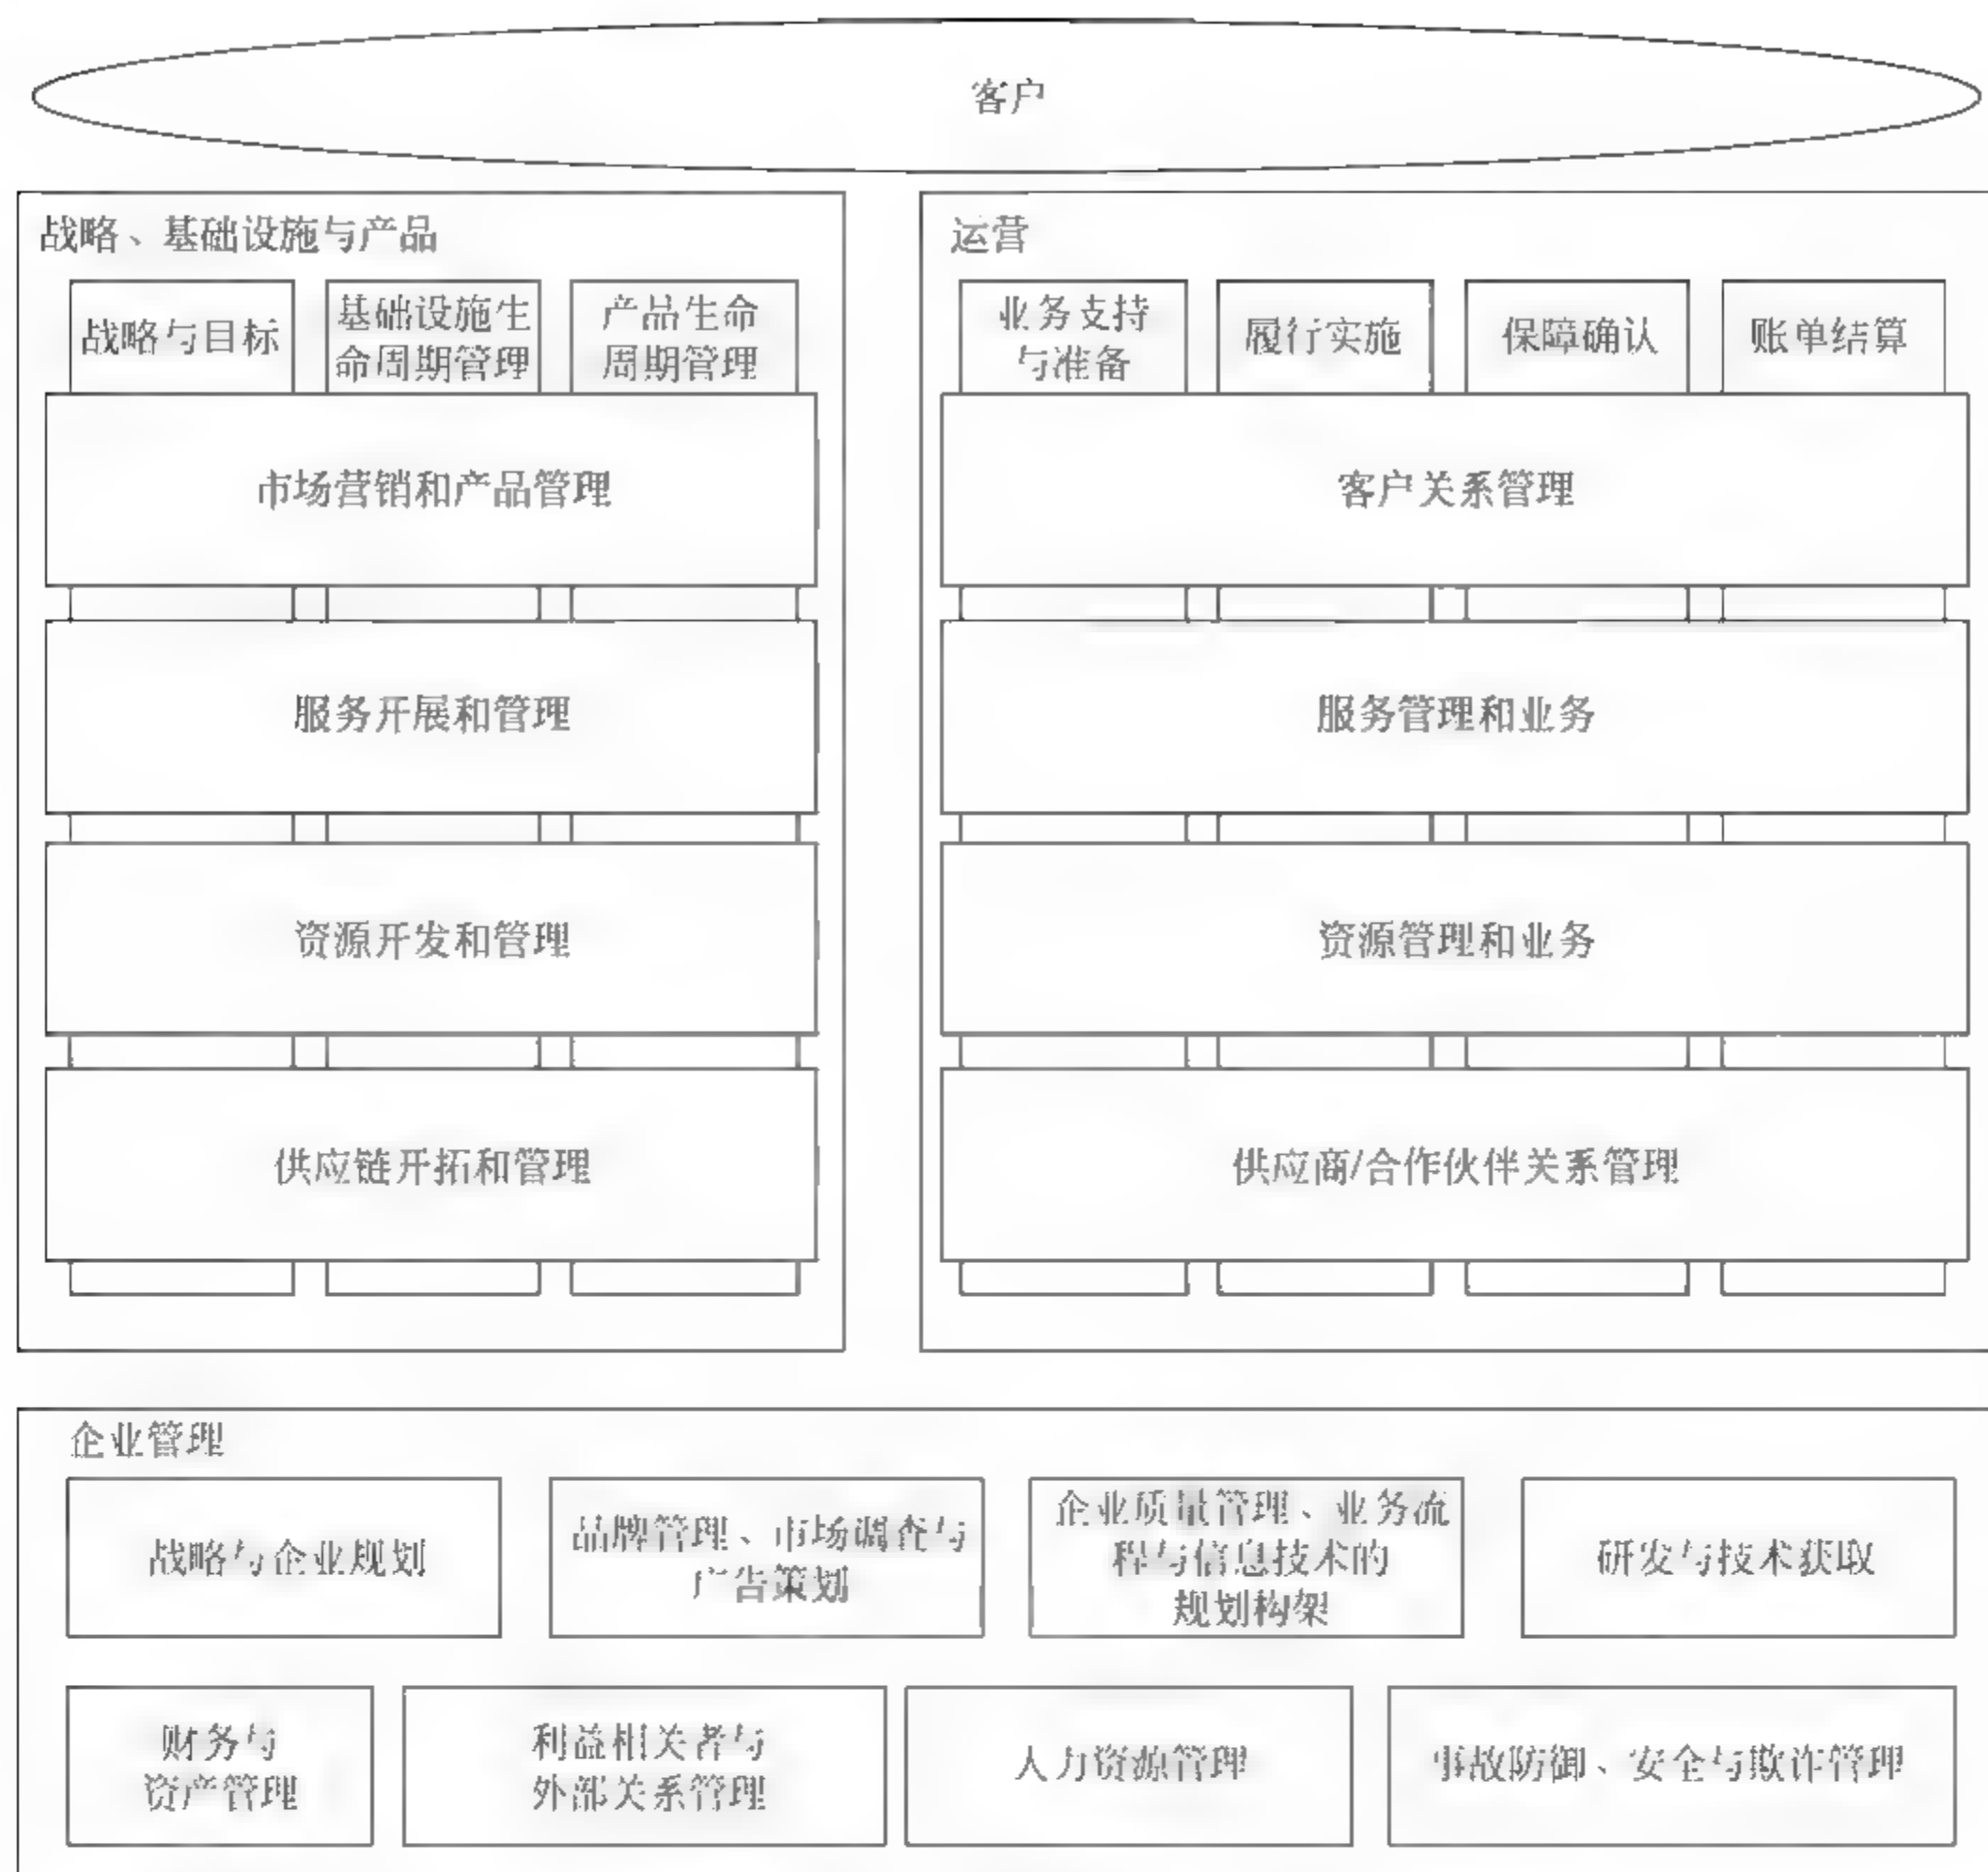 客户
战略、基础设施与产品
战略与目标
基础设施生
命周期管理
产品生命
周期管理
市场营销和产品管理
服务开展和管理
资源开发和管理
供应链开拓和管理
运营
业务支持
与准备
履行实施
保障确认
账单结算
客户关系管理
服务管理和业务
资源管理和业务
供应商/合作伙伴关系管理
企业管理
战略与企业规划
品牌管理、市场调查与
广告策划
企业质量管理、业务流
程与信息技术的
规划构架
研发与技术获取
财务与
资产管理
利益相关者与
外部关系管理
人力资源管理
事故防御、安全与欺诈管理